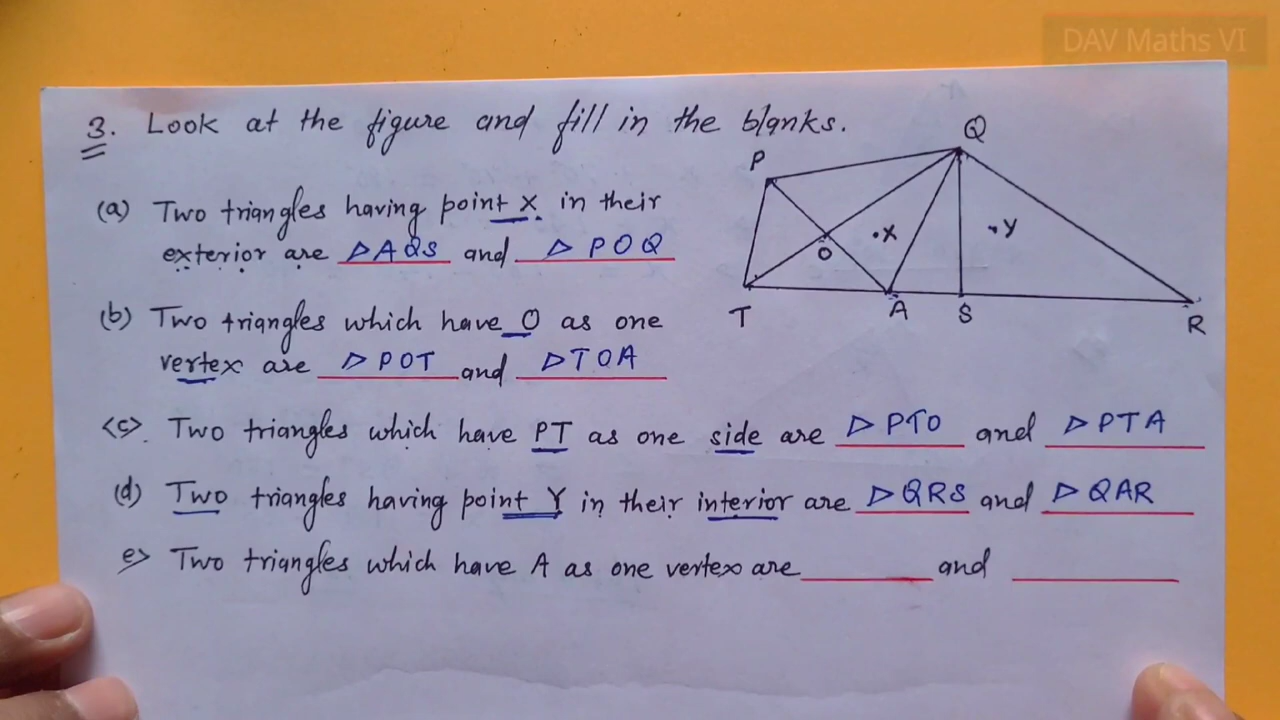 DAV Maths VI
3. Look at the figure and fill in the blanks.
(a) Two triangles having point X in their
exterior are △AQS and △POQ
(b) Two triangles which have O as one
vertex are △POT and △TOA
(c). Two triangles which have PT as one side are △PTO and △PTA
(d) Two triangles having point Y in their interior are △QRS and △QAR
e) Two triangles which have A as one vertex are ______ and ______
Q
P
.X
.Y
O
T
A
S
R